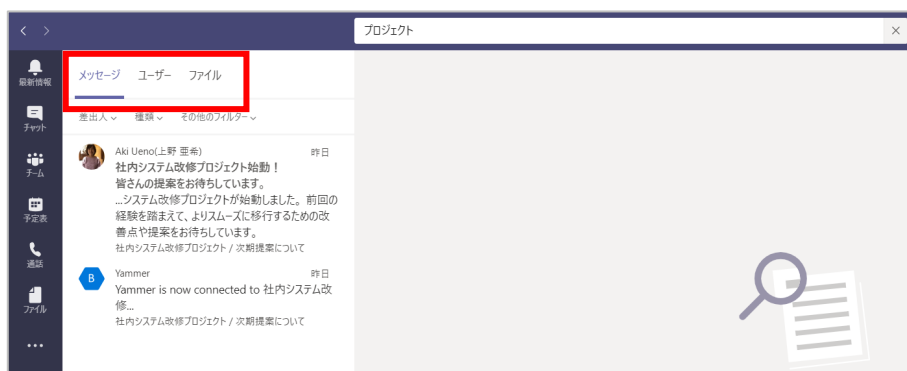 プロジェクト
最新情報
チャット
チーム
予定表
通話
ファイル
メッセージ ユーザー ファイル
差出人 種類 その他のフィルター
Aki Ueno(上野 亜希) 昨日
社内システム改修プロジェクト始動！
皆さんの提案をお待ちしています。
...システム改修プロジェクトが始動しました。前回の
経験を踏まえて、よりスムーズに移行するための改
善点や提案をお待ちしています。
社内システム改修プロジェクト / 次期提案について
B
Yammer 昨日
Yammer is now connected to 社内システム改
修...
社内システム改修プロジェクト / 次期提案について